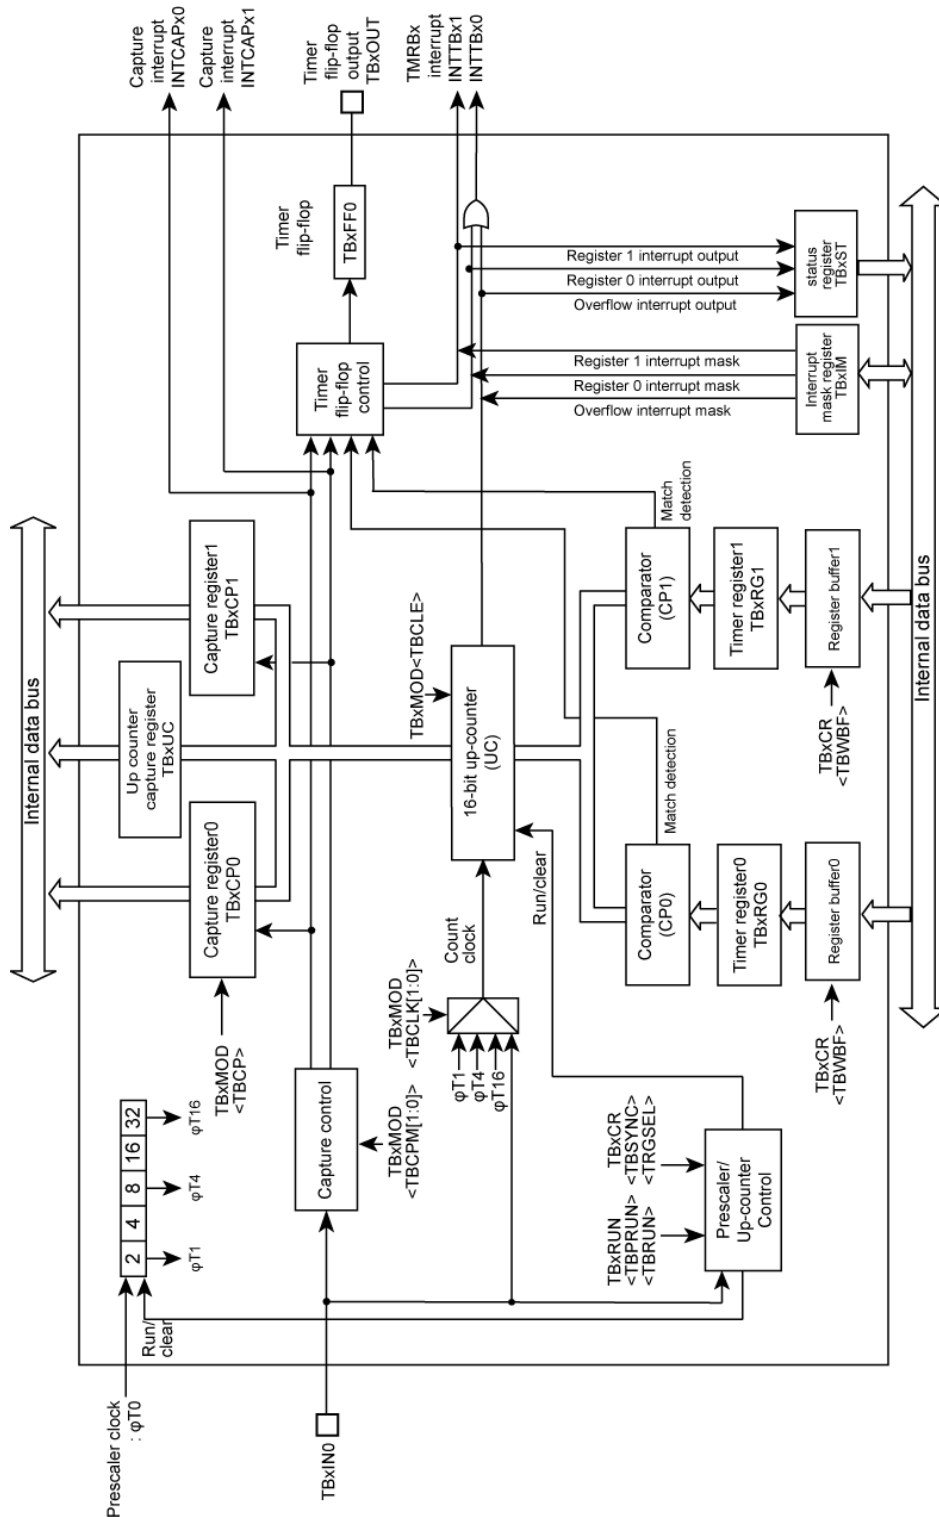 Prescaler clock
: φT0
Run/
clear
2
4
8
16
32
φT1
φT4
φT16
TBxIN0
Internal data bus
TBxMOD
<TBCP>
Capture register0
TBxCP0
Up counter
capture register
TBxUC
Capture register1
TBxCP1
Capture
interrupt
INTCAPx0
Capture
interrupt
INTCAPx1
Capture control
TBxMOD
<TBCPM[1:0]>
Timer
flip-flop
control
Timer
flip-flop
TBxFF0
Timer
flip-flop
output
TBxOUT
TBxMOD
<TBCLK[1:0]>
φT1
φT4
φT16
Count
clock
TBxMOD<TBCLE>
16-bit up-counter
(UC)
Run/clear
TMRBx
interrupt
INTTBx1
INTTBx0
Register 1 interrupt output
Register 0 interrupt output
Overflow interrupt output
Register 1 interrupt mask
Register 0 interrupt mask
Overflow interrupt mask
TBxRUN
<TBPRUN>
<TBRUN>
TBxCR
<TBSYNC>
<TRGSEL>
Prescaler/
Up-counter
Control
Match detection
Comparator
(CP0)
Timer register0
TBxRG0
Register buffer0
TBxCR
<TBWBF>
Match
detection
Comparator
(CP1)
Timer register1
TBxRG1
Register buffer1
TBxCR
<TBWBF>
Interrupt
mask register
TBxIM
status
register
TBxST
Internal data bus